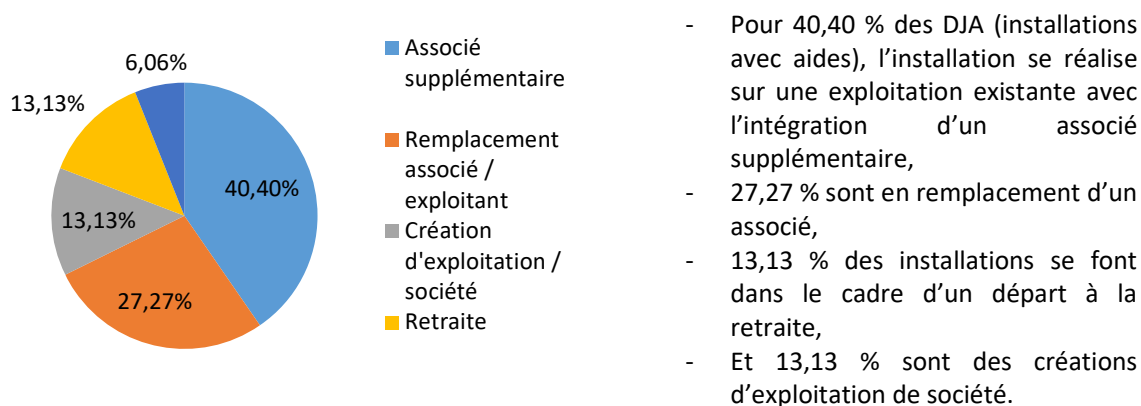 6,06%
13,13%
40,40%
13,13%
27,27%
Associé
supplémentaire
Remplacement
associé /
exploitant
Création
d'exploitation /
société
Retraite
- Pour 40,40 % des DJA (installations
avec aides), l’installation se réalise
sur une exploitation existante avec
l’intégration d’un associé
supplémentaire,
- 27,27 % sont en remplacement d’un
associé,
- 13,13 % des installations se font
dans le cadre d’un départ à la
retraite,
- Et 13,13 % sont des créations
d’exploitation de société.